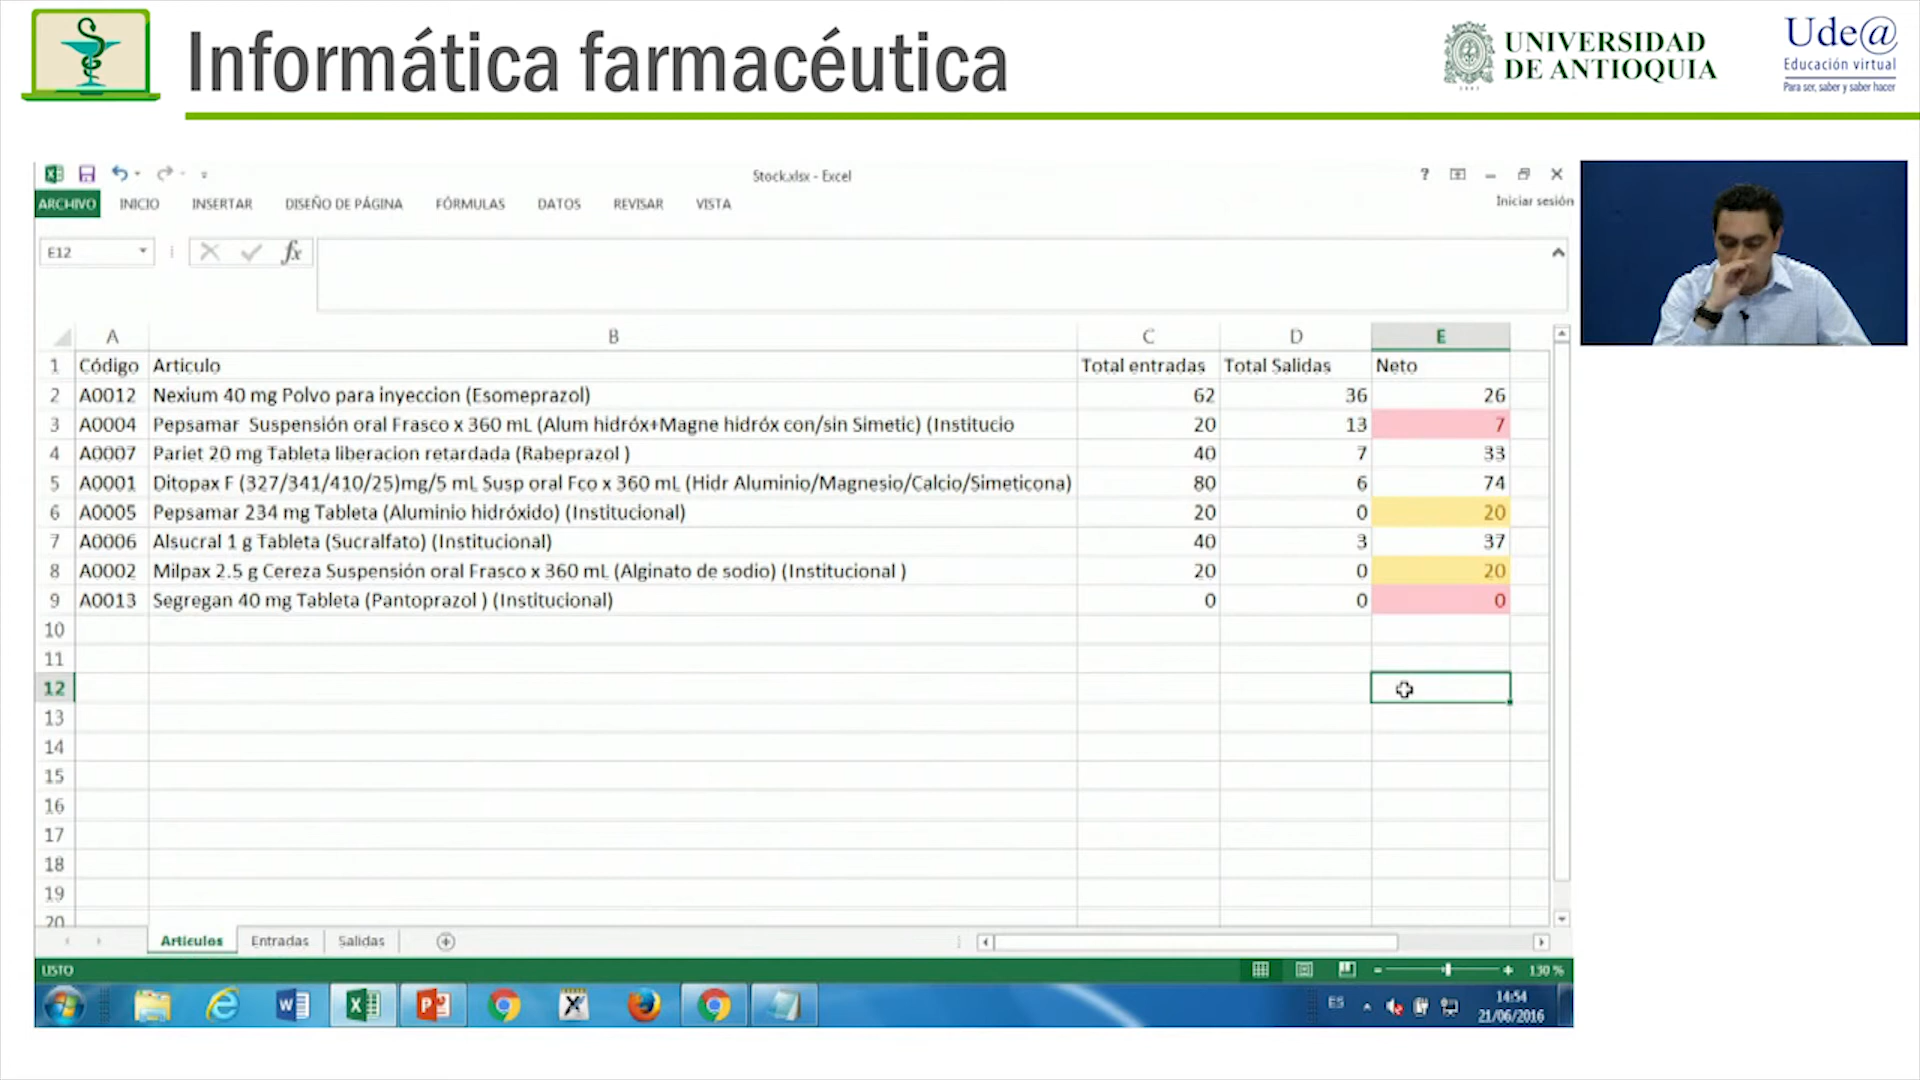 Informática farmacéutica
UNIVERSIDAD
DE ANTIOQUIA
1803
Ude@
Educación virtual
Para ser, saber y saber hacer
Stock.xlsx - Excel
?
ARCHIVO INICIO INSERTAR DISEÑO DE PÁGINA FÓRMULAS DATOS REVISAR VISTA Iniciar sesión
E12 fx
A B C D E
1 Código Articulo Total entradas Total Salidas Neto
2 A0012 Nexium 40 mg Polvo para inyeccion (Esomeprazol) 62 36 26
3 A0004 Pepsamar Suspensión oral Frasco x 360 mL (Alum hidróx+Magne hidróx con/sin Simetic) (Institucio 20 13 7
4 A0007 Pariet 20 mg Tableta liberacion retardada (Rabeprazol ) 40 7 33
5 A0001 Ditopax F (327/341/410/25)mg/5 mL Susp oral Fco x 360 mL (Hidr Aluminio/Magnesio/Calcio/Simeticona) 80 6 74
6 A0005 Pepsamar 234 mg Tableta (Aluminio hidróxido) (Institucional) 20 0 20
7 A0006 Alsucral 1 g Tableta (Sucralfato) (Institucional) 40 3 37
8 A0002 Milpax 2.5 g Cereza Suspensión oral Frasco x 360 mL (Alginato de sodio) (Institucional ) 20 0 20
9 A0013 Segregan 40 mg Tableta (Pantoprazol ) (Institucional) 0 0 0
10
11
12
13
14
15
16
17
18
19
20
Articulos Entradas Salidas
LISTO 130 %
ES 14:54
21/06/2016